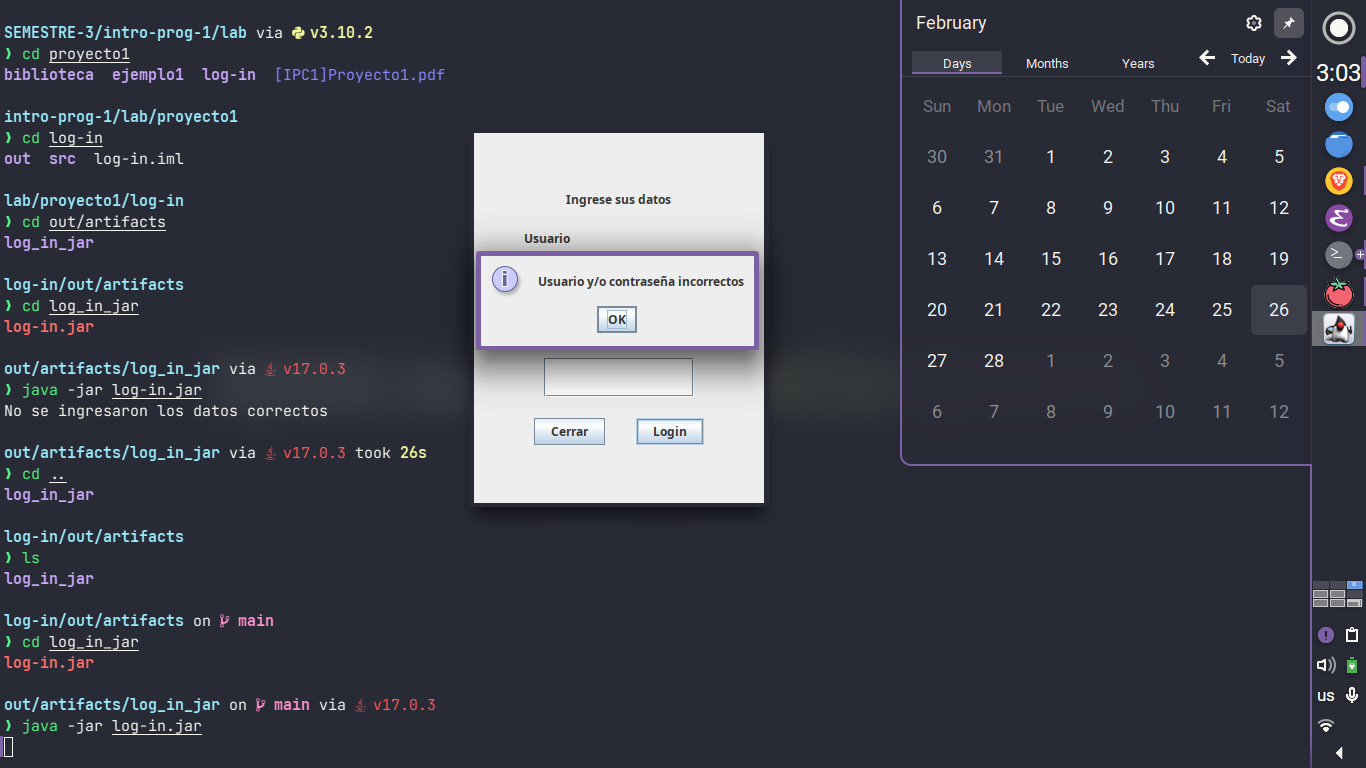 SEMESTRE-3/intro-prog-1/lab via v3.10.2
❯ cd proyecto1
biblioteca ejemplo1 log-in [IPC1]Proyecto1.pdf
intro-prog-1/lab/proyecto1
❯ cd log-in
out src log-in.iml
lab/proyecto1/log-in
❯ cd out/artifacts
log_in_jar
log-in/out/artifacts
❯ cd log_in_jar
log-in.jar
out/artifacts/log_in_jar via v17.0.3
❯ java -jar log-in.jar
No se ingresaron los datos correctos
out/artifacts/log_in_jar via v17.0.3 took 26s
❯ cd ..
log_in_jar
log-in/out/artifacts
❯ ls
log_in_jar
log-in/out/artifacts on main
❯ cd log_in_jar
log-in.jar
out/artifacts/log_in_jar on main via v17.0.3
❯ java -jar log-in.jar
Ingrese sus datos
Usuario
Usuario y/o contraseña incorrectos
OK
Cerrar Login
February
Days Months Years Today
Sun Mon Tue Wed Thu Fri Sat
30 31 1 2 3 4 5
6 7 8 9 10 11 12
13 14 15 16 17 18 19
20 21 22 23 24 25 26
27 28 1 2 3 4 5
6 7 8 9 10 11 12
3:03
us